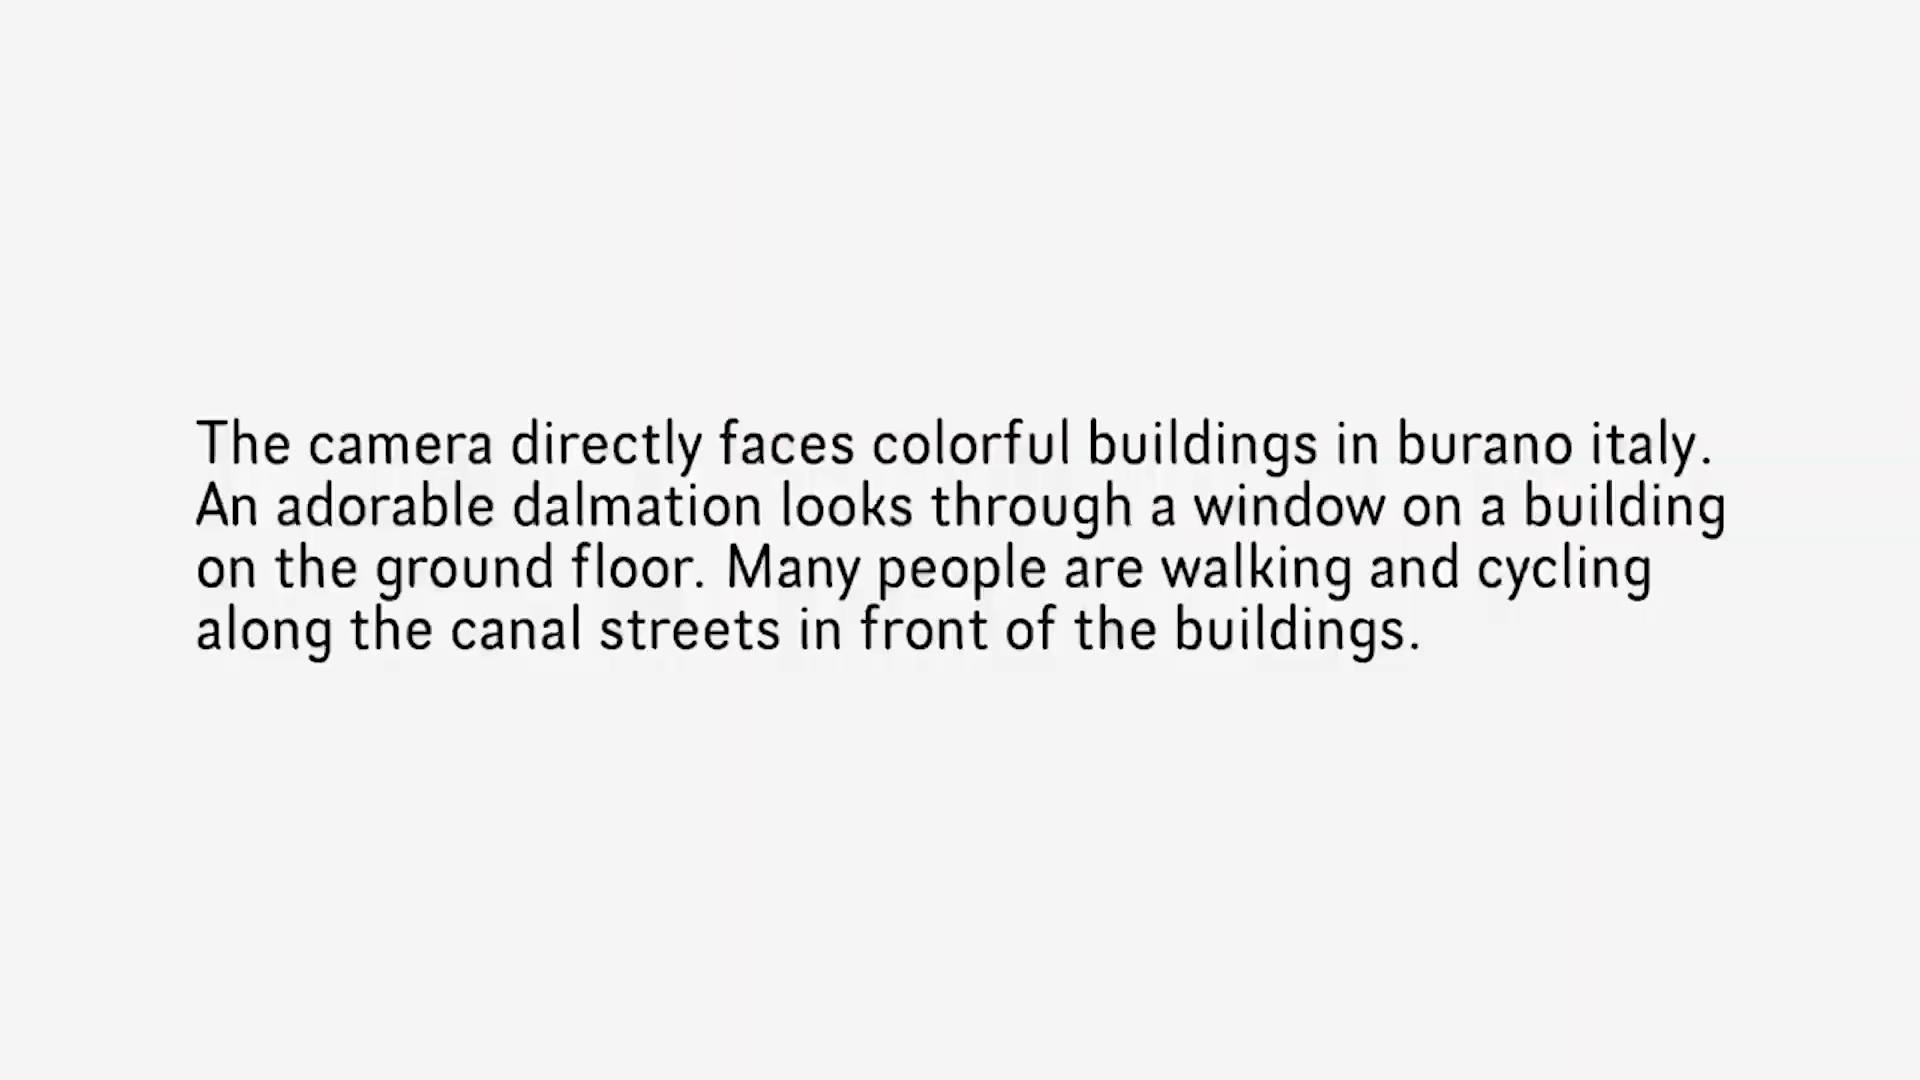 The camera directly faces colorful buildings in burano italy.
An adorable dalmation looks through a window on a building
on the ground floor. Many people are walking and cycling
along the canal streets in front of the buildings.